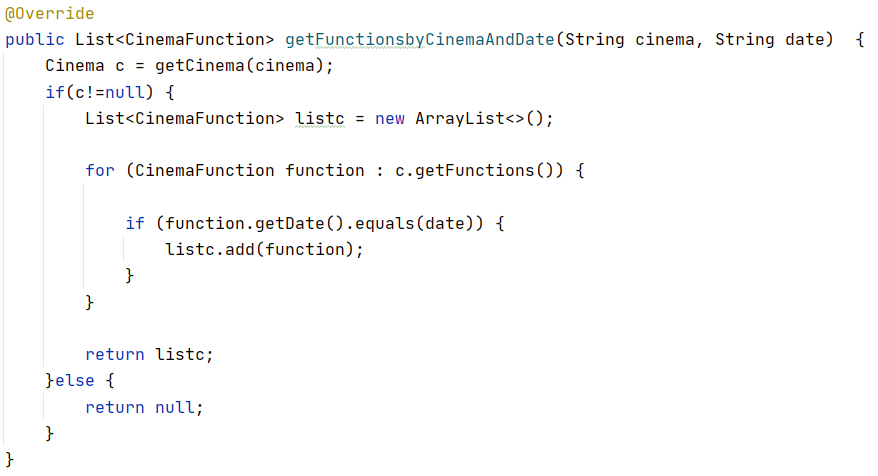 @Override
public List<CinemaFunction> getFunctionsbyCinemaAndDate(String cinema, String date)  {
    Cinema c = getCinema(cinema);
    if(c!=null) {
        List<CinemaFunction> listc = new ArrayList<>();

        for (CinemaFunction function : c.getFunctions()) {

            if (function.getDate().equals(date)) {
                listc.add(function);
            }
        }

        return listc;
    }else {
        return null;
    }
}